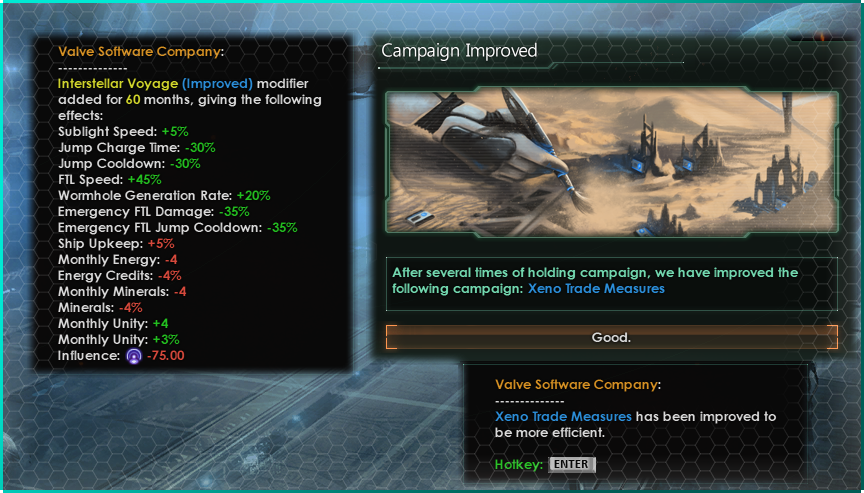 Valve Software Company:
--------------
Interstellar Voyage (Improved) modifier
added for 60 months, giving the following
effects:
Sublight Speed: +5%
Jump Charge Time: -30%
Jump Cooldown: -30%
FTL Speed: +45%
Wormhole Generation Rate: +20%
Emergency FTL Damage: -35%
Emergency FTL Jump Cooldown: -35%
Ship Upkeep: +5%
Monthly Energy: -4
Energy Credits: -4%
Monthly Minerals: -4
Minerals: -4%
Monthly Unity: +4
Monthly Unity: +3%
Influence: -75.00
Campaign Improved
After several times of holding campaign, we have improved the
following campaign: Xeno Trade Measures
Good.
Valve Software Company:
--------------
Xeno Trade Measures has been improved to
be more efficient.
Hotkey: ENTER